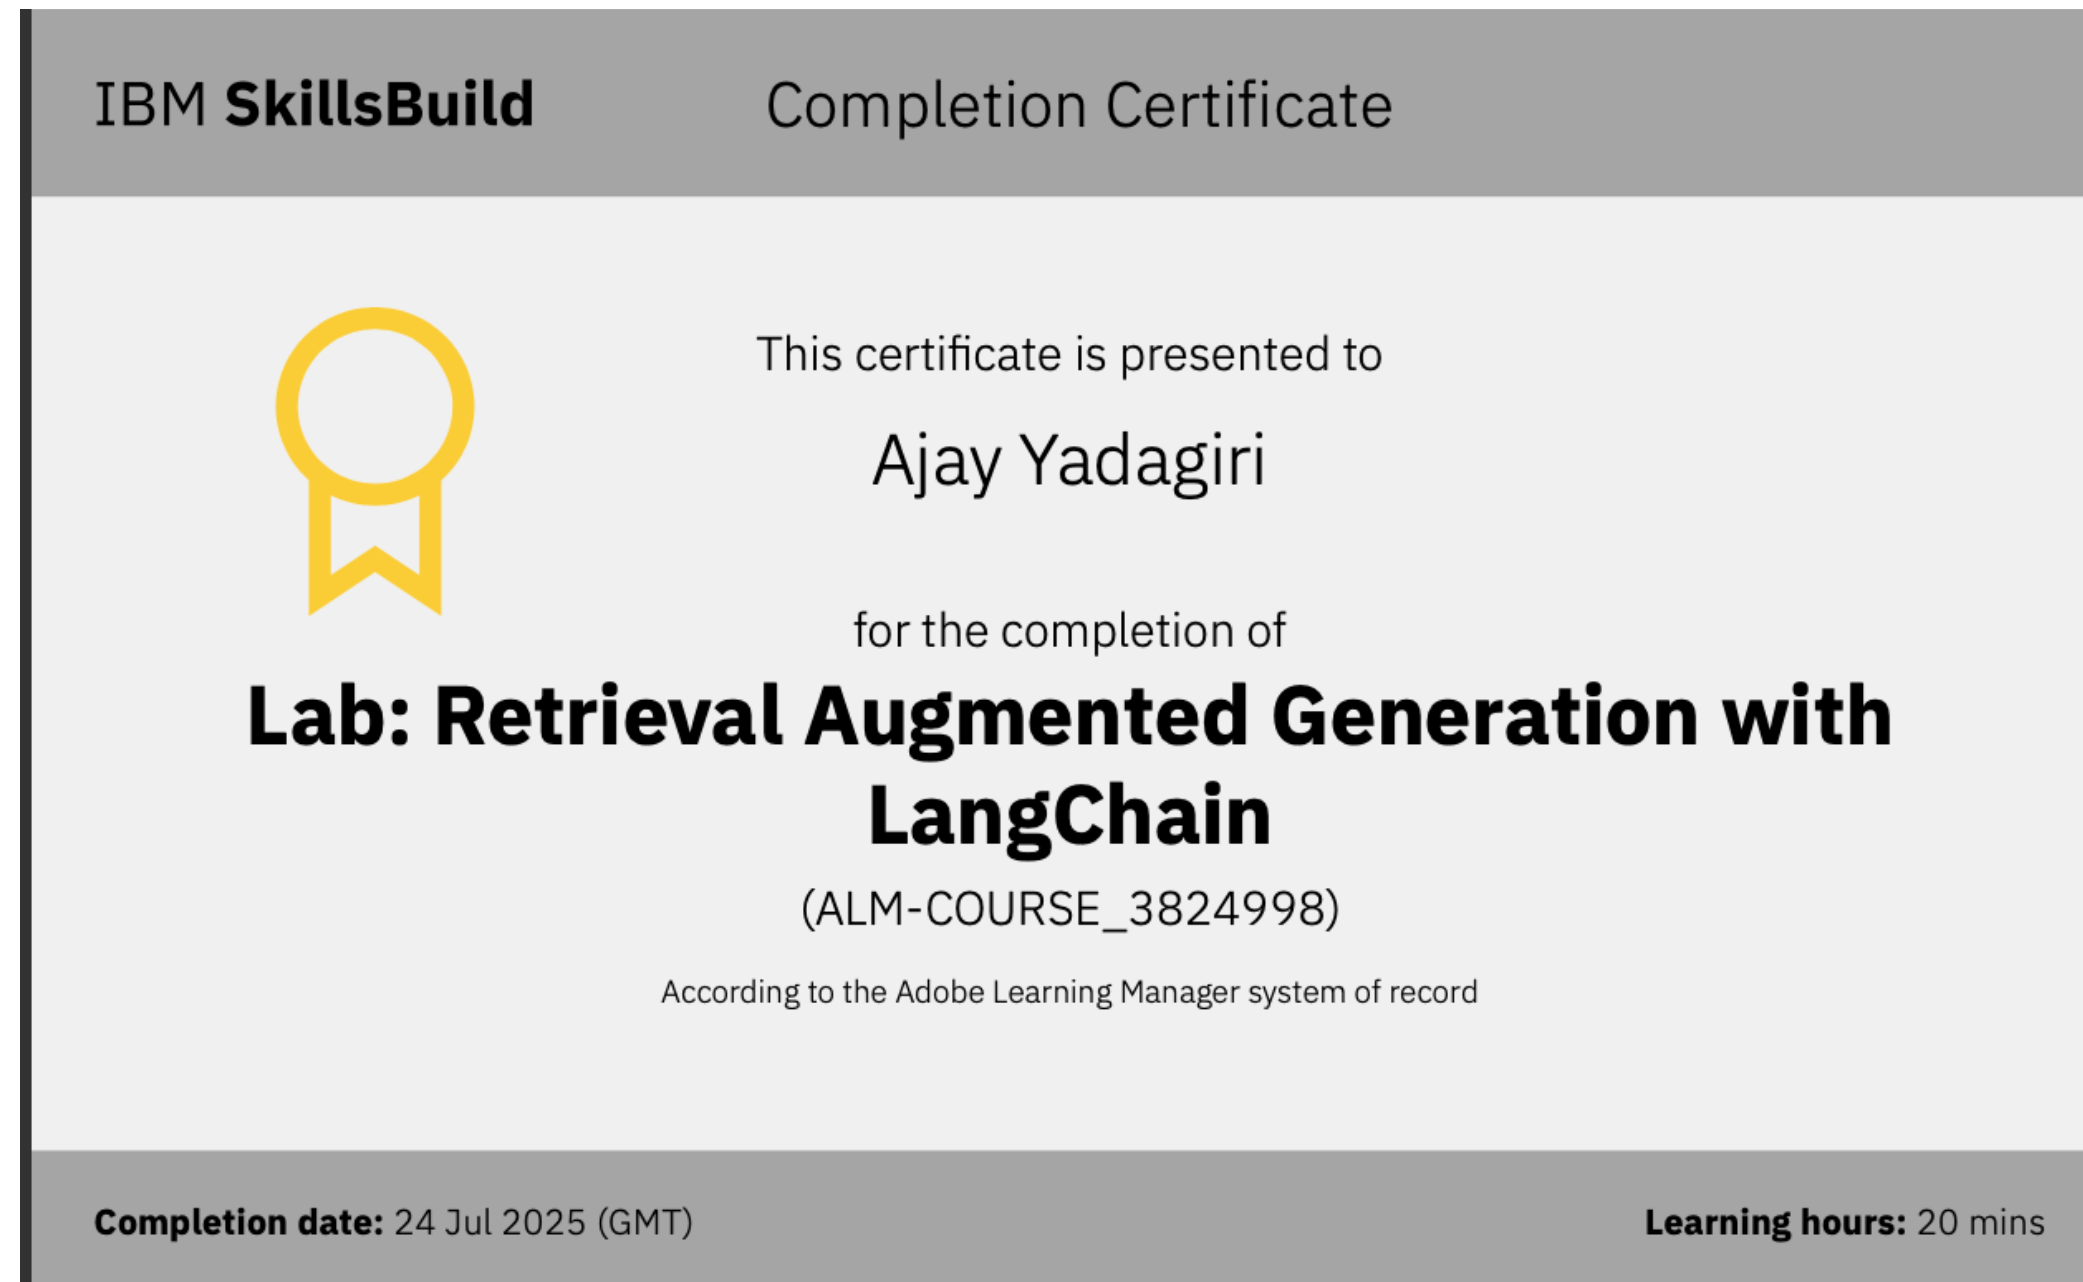 IBM SkillsBuild
Completion Certificate
This certificate is presented to
Ajay Yadagiri
for the completion of
Lab: Retrieval Augmented Generation with
LangChain
(ALM-COURSE_3824998)
According to the Adobe Learning Manager system of record
Completion date: 24 Jul 2025 (GMT)
Learning hours: 20 mins